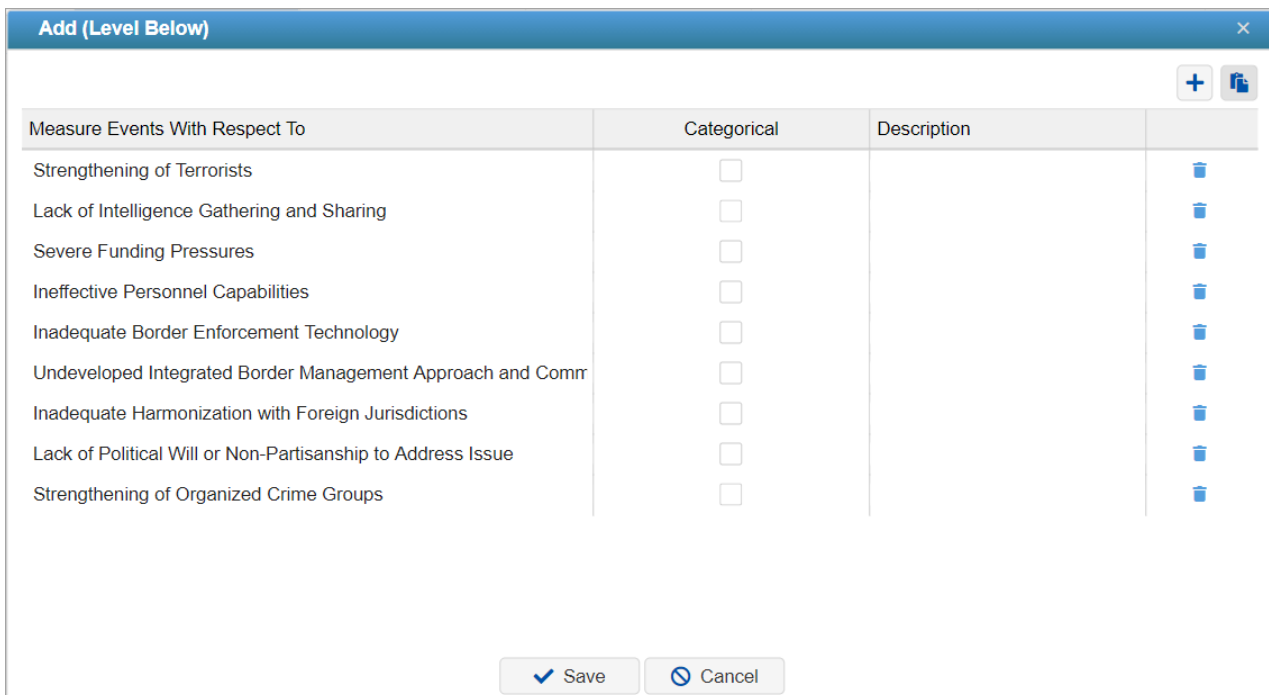 Add (Level Below)
Measure Events With Respect To Categorical Description
Strengthening of Terrorists
Lack of Intelligence Gathering and Sharing
Severe Funding Pressures
Ineffective Personnel Capabilities
Inadequate Border Enforcement Technology
Undeveloped Integrated Border Management Approach and Comm
Inadequate Harmonization with Foreign Jurisdictions
Lack of Political Will or Non-Partisanship to Address Issue
Strengthening of Organized Crime Groups
Save Cancel